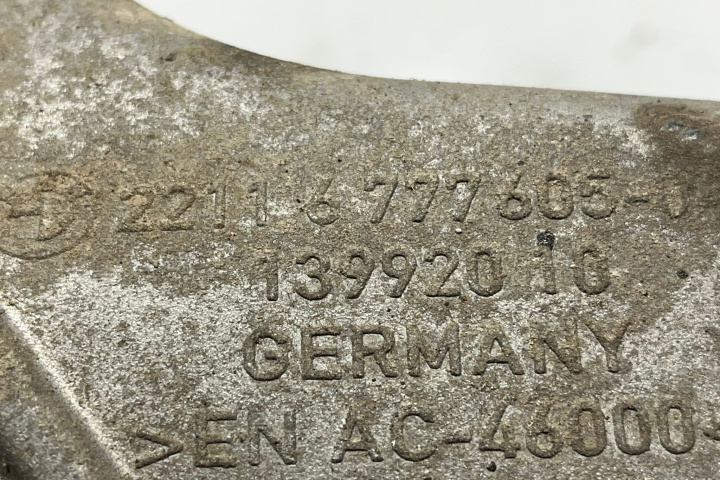 2211 6 777 605-
139920 10
GERMANY
>EN AC-46000